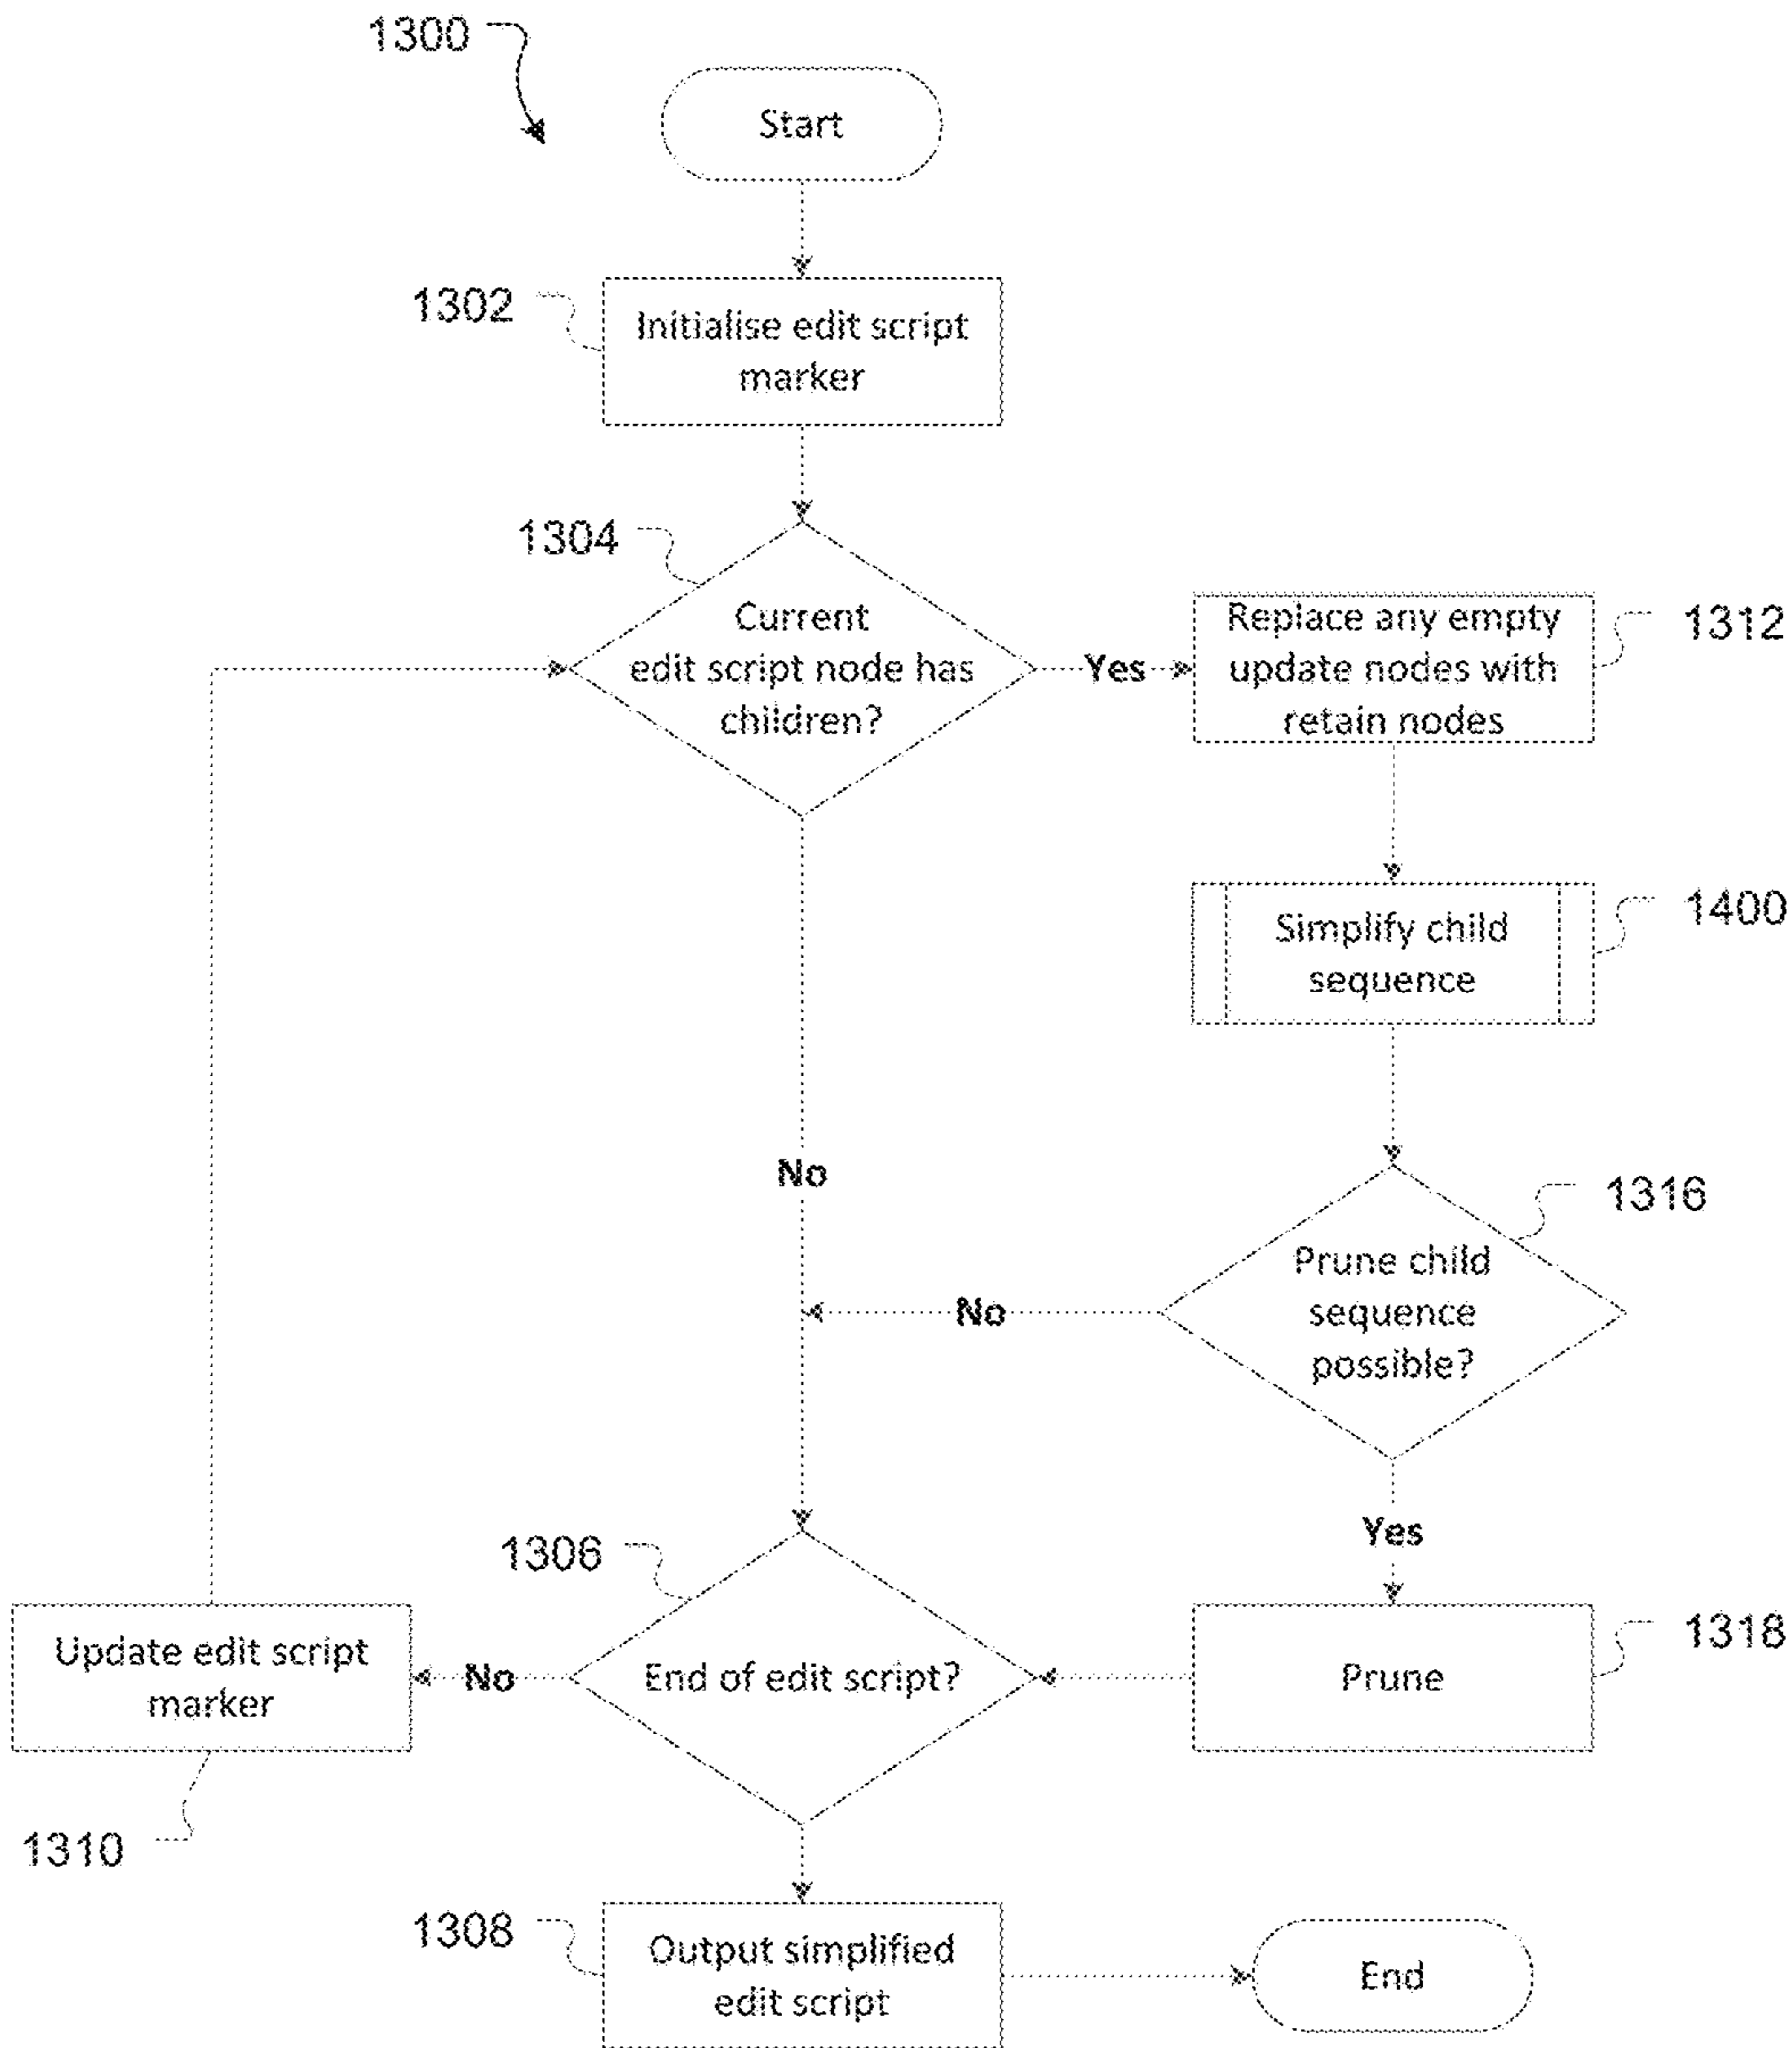 1300
Start
1302
Initialise edit script
marker
1304
Current
edit script node has
children?
Yes
Replace any empty
update nodes with
retain nodes
1312
Simplify child
sequence
1400
No
1316
Prune child
sequence
possible?
No
Yes
1306
End of edit script?
No
Update edit script
marker
1310
Prune
1318
1308
Output simplified
edit script
End